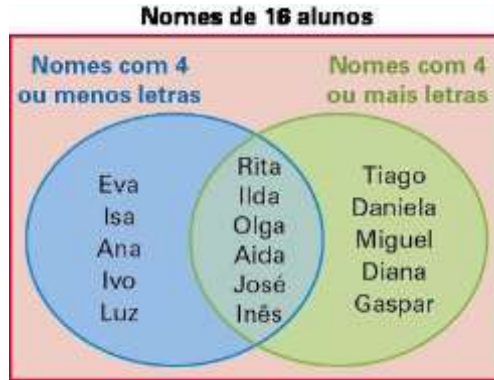 Nomes de 16 alunos
Nomes com 4
ou menos letras
Nomes com 4
ou mais letras
Eva
Isa
Ana
Ivo
Luz
Rita
Ilda
Olga
Aida
José
Inês
Tiago
Daniela
Miguel
Diana
Gaspar